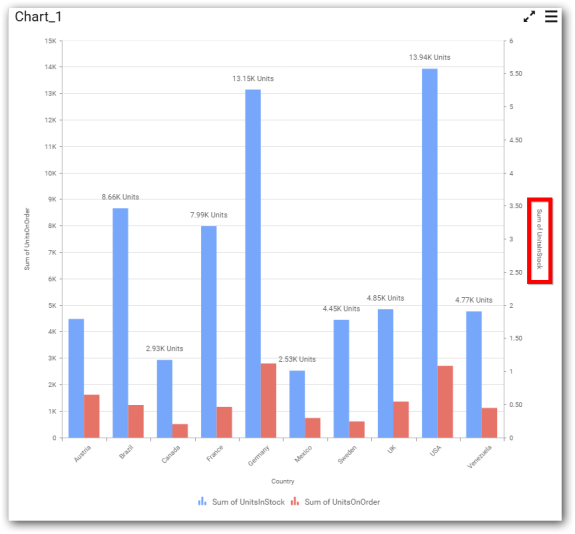 Chart_1
15K
14K
13K
12K
11K
10K
9K
8K
7K
6K
5K
4K
3K
2K
1K
0
Sum of UnitsOnOrder
13.15K Units
13.94K Units
8.66K Units
7.99K Units
2.93K Units
2.53K Units
4.45K Units
4.85K Units
4.77K Units
6
5.50
5
4.50
4
3.50
3
2.50
2
1.50
1
0.50
0
Sum of UnitsInStock
Austria
Brazil
Canada
France
Germany
Mexico
Sweden
UK
USA
Venezuela
Country
Sum of UnitsInStock Sum of UnitsOnOrder